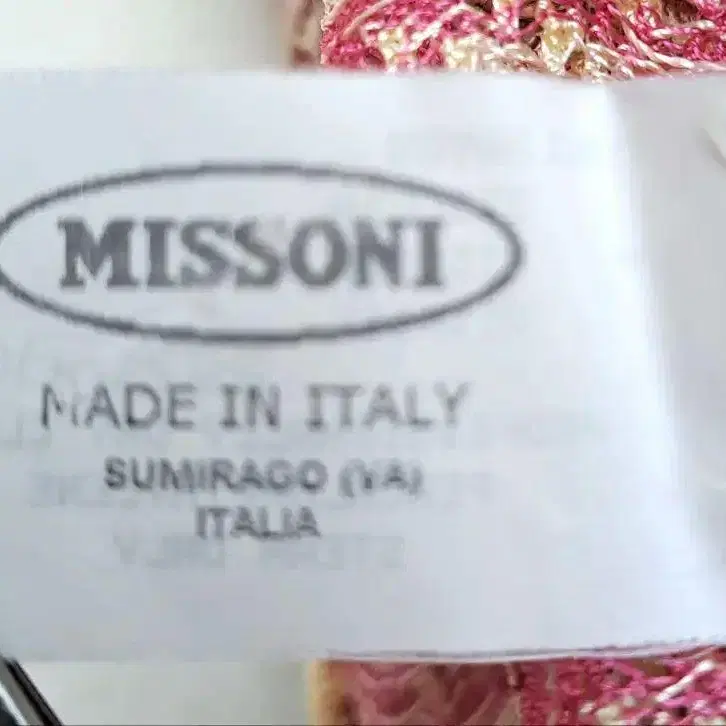 MISSONI
MADE IN ITALY
SUMIRAGO (VA)
ITALIA